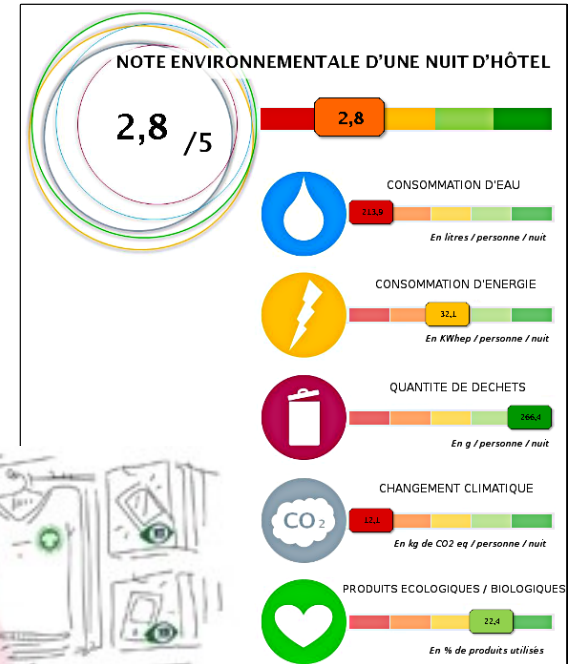 NOTE ENVIRONNEMENTALE D'UNE NUIT D'HÔTEL
2,8 /5
2,8
CONSOMMATION D'EAU
213,9
En litres / personne / nuit
CONSOMMATION D'ENERGIE
32,1
En KWhep / personne / nuit
QUANTITE DE DECHETS
266,4
En g / personne / nuit
CHANGEMENT CLIMATIQUE
CO2
En kg de CO2 eq / personne / nuit
PRODUITS ECOLOGIQUES / BIOLOGIQUES
22,4
En % de produits utilisés